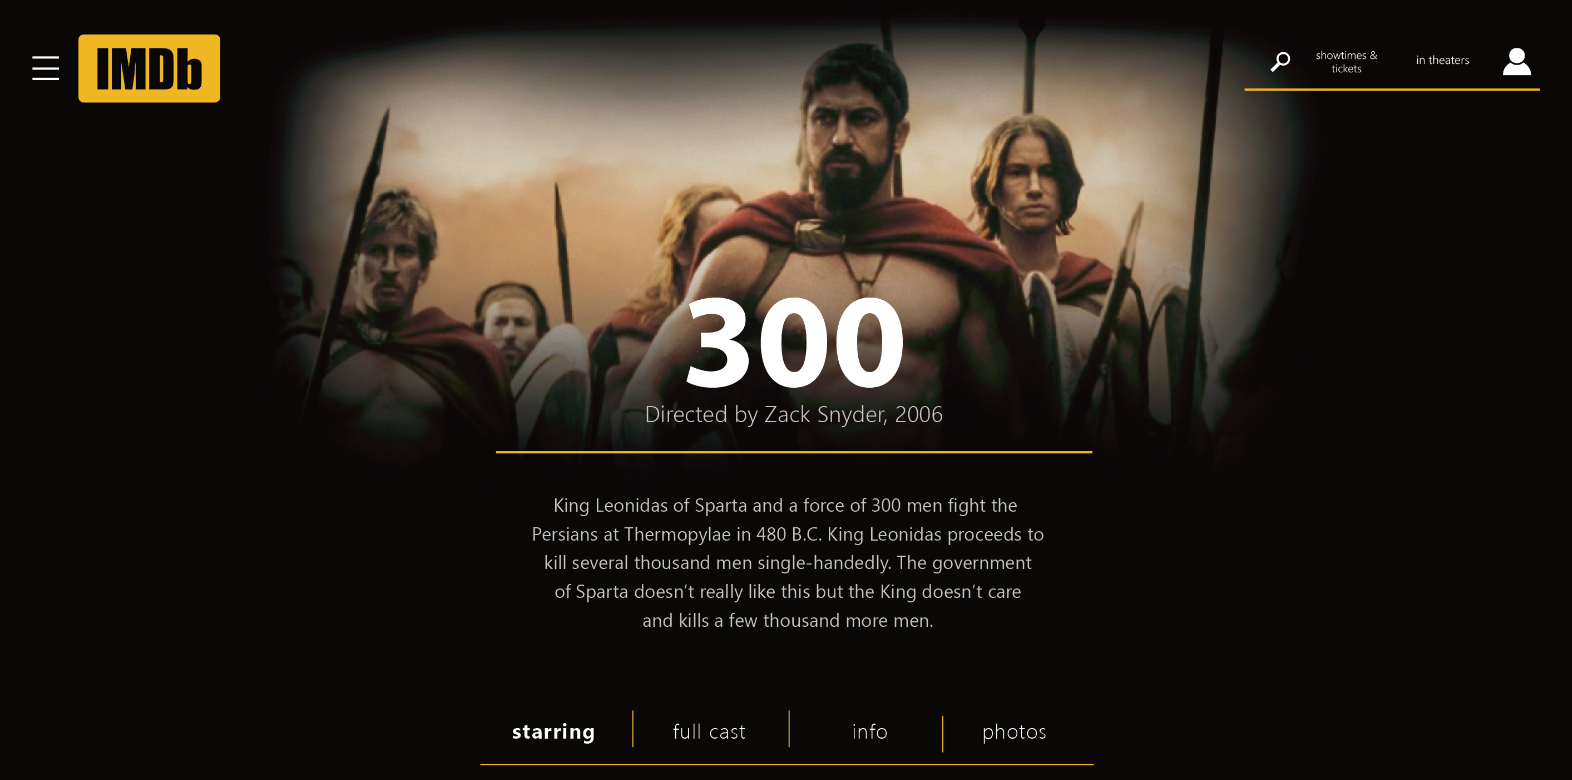 IMDb
showtimes &
tickets
in theaters
300
Directed by Zack Snyder, 2006
King Leonidas of Sparta and a force of 300 men fight the
Persians at Thermopylae in 480 B.C. King Leonidas proceeds to
kill several thousand men single-handedly. The government
of Sparta doesn't really like this but the King doesn't care
and kills a few thousand more men.
starring
full cast
info
photos